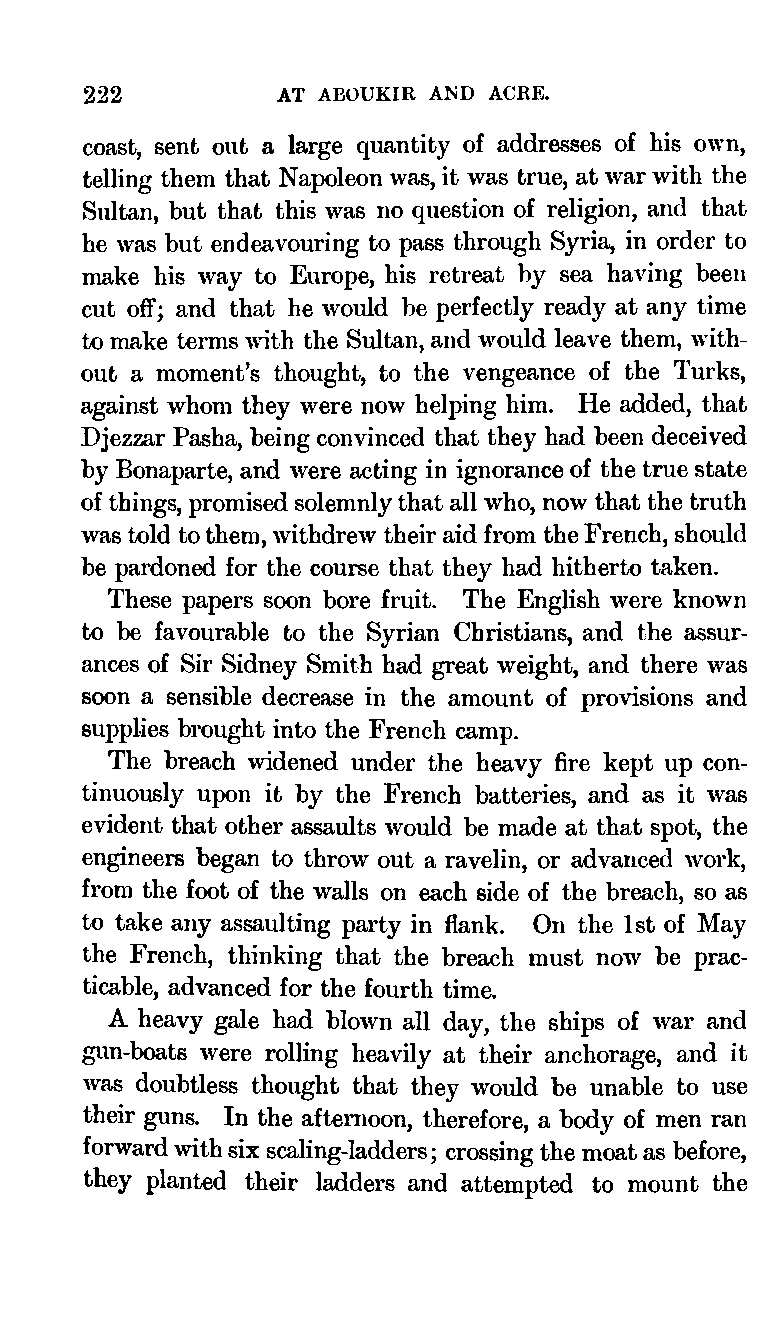 222 AT ABOUKIR AND ACRE.
coast, sent out a large quantity of addresses of his own,
telling them that Napoleon was, it was true, at war with the
Sultan, but that this was no question of religion, and that
he was but endeavouring to pass through Syria, in order to
make his way to Europe, his retreat by sea having been
cut off; and that he would be perfectly ready at any time
to make terms with the Sultan, and would leave them, with-
out a moment's thought, to the vengeance of the Turks,
against whom they were now helping him. He added, that
Djezzar Pasha, being convinced that they had been deceived
by Bonaparte, and were acting in ignorance of the true state
of things, promised solemnly that all who, now that the truth
was told to them, withdrew their aid from the French, should
be pardoned for the course that they had hitherto taken.
These papers soon bore fruit. The English were known
to be favourable to the Syrian Christians, and the assur-
ances of Sir Sidney Smith had great weight, and there was
soon a sensible decrease in the amount of provisions and
supplies brought into the French camp.
The breach widened under the heavy fire kept up con-
tinuously upon it by the French batteries, and as it was
evident that other assaults would be made at that spot, the
engineers began to throw out a ravelin, or advanced work,
from the foot of the walls on each side of the breach, so as
to take any assaulting party in flank. On the 1st of May
the French, thinking that the breach must now be prac-
ticable, advanced for the fourth time.
A heavy gale had blown all day, the ships of war and
gun-boats were rolling heavily at their anchorage, and it
was doubtless thought that they would be unable to use
their guns. In the afternoon, therefore, a body of men ran
forward with six scaling-ladders; crossing the moat as before,
they planted their ladders and attempted to mount the